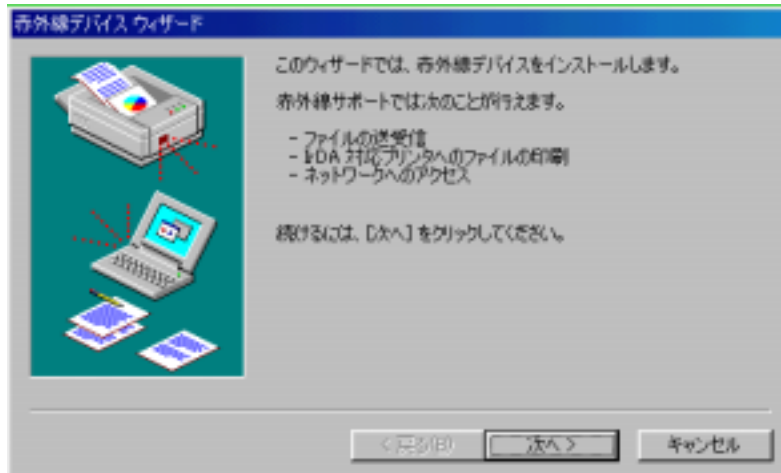 赤外線デバイス ウィザード
このウィザードでは、赤外線デバイスをインストールします。
赤外線サポートでは次のことが行えます。
- ファイルの送受信
- IrDA 対応プリンタへのファイルの印刷
- ネットワークへのアクセス
続けるには、[次へ] をクリックしてください。
< 戻る(B)
次へ >
キャンセル